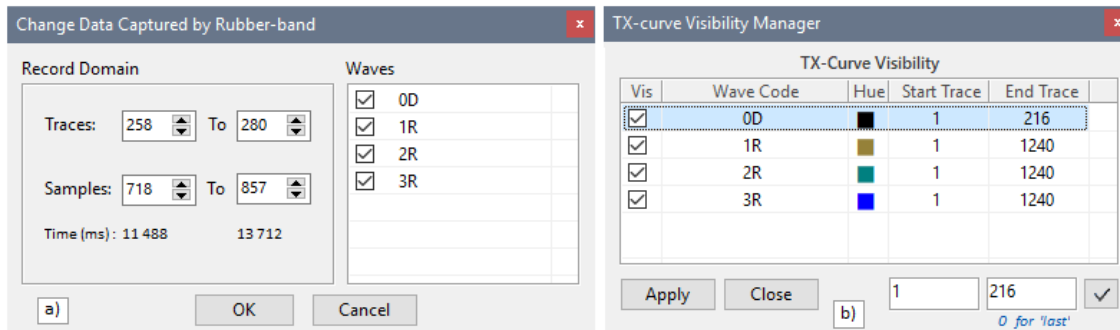 Change Data Captured by Rubber-band
x
Record Domain
Waves
Traces: 258 To 280
Samples: 718 To 857
Time (ms) : 11 488 13 712
0D
1R
2R
3R
a)
OK
Cancel
TX-curve Visibility Manager
x
TX-Curve Visibility
Vis Wave Code Hue Start Trace End Trace
0D 1 216
1R 1 1240
2R 1 1240
3R 1 1240
Apply
Close
b)
1
216
0 for 'last'